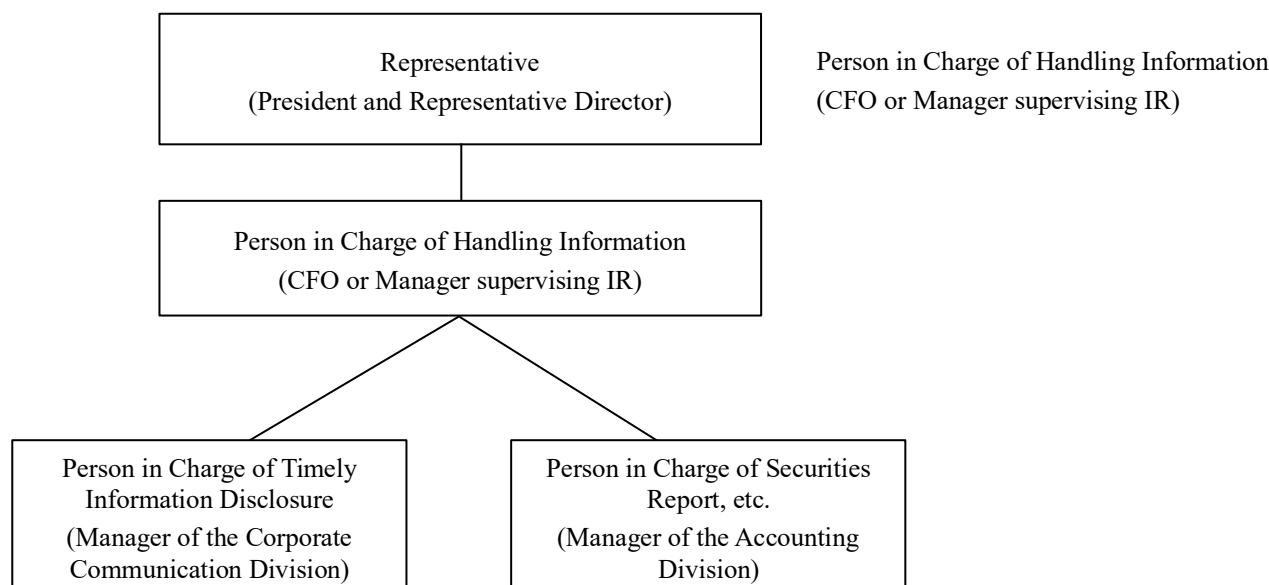 Representative
(President and Representative Director)
Person in Charge of Handling Information
(CFO or Manager supervising IR)
Person in Charge of Handling Information
(CFO or Manager supervising IR)
Person in Charge of Timely
Information Disclosure
(Manager of the Corporate
Communication Division)
Person in Charge of Securities
Report, etc.
(Manager of the Accounting
Division)